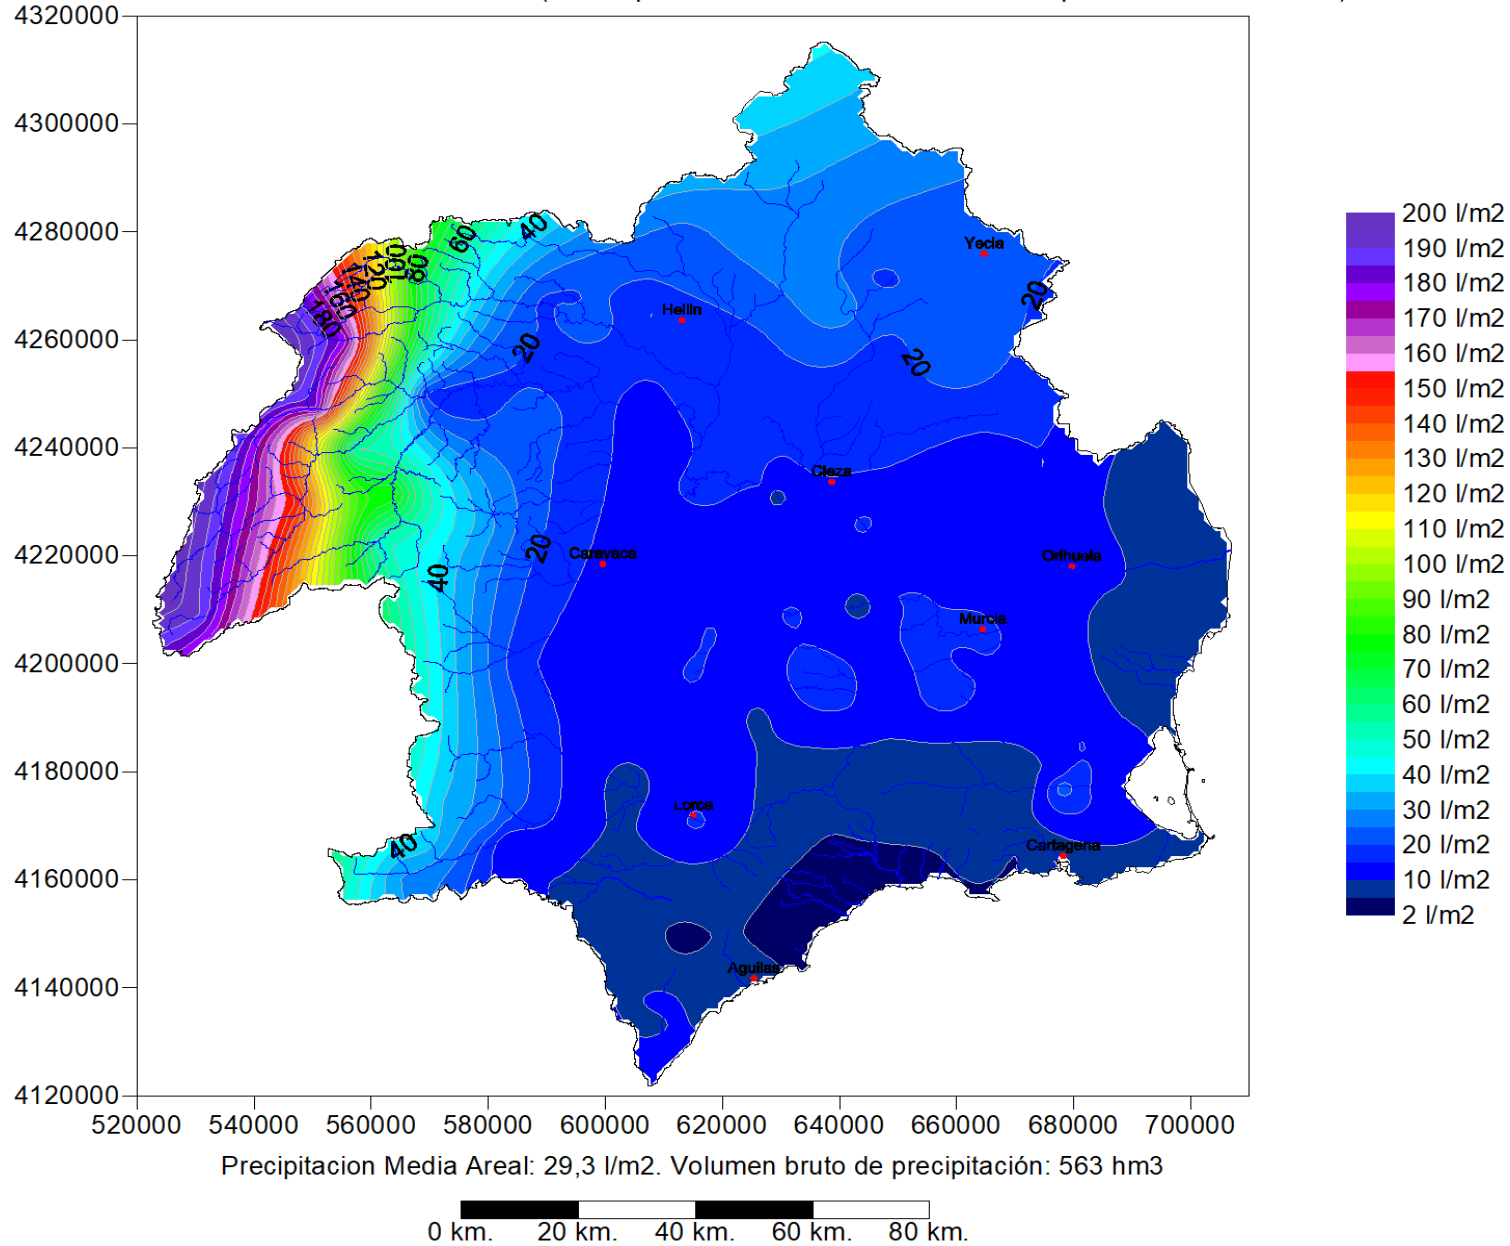 4320000
4300000
4280000
4260000
4240000
4220000
4200000
4180000
4160000
4140000
4120000
520000 540000 560000 580000 600000 620000 640000 660000 680000 700000
40
60
80
120
140
160
180
20
20
20
20
40
40
Yecla
Hellin
Cieza
Caravaca
Orihuela
Murcia
Lorca
Cartagena
Aguilas
200 l/m2
190 l/m2
180 l/m2
170 l/m2
160 l/m2
150 l/m2
140 l/m2
130 l/m2
120 l/m2
110 l/m2
100 l/m2
90 l/m2
80 l/m2
70 l/m2
60 l/m2
50 l/m2
40 l/m2
30 l/m2
20 l/m2
10 l/m2
2 l/m2
Precipitacion Media Areal: 29,3 l/m2. Volumen bruto de precipitación: 563 hm3
0 km. 20 km. 40 km. 60 km. 80 km.